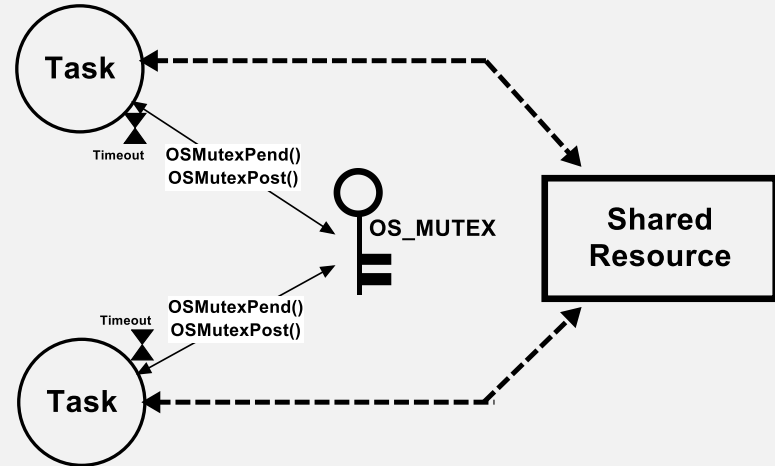 Task
Timeout
OSMutexPend()
OSMutexPost()
OS_MUTEX
Shared
Resource
OSMutexPend()
OSMutexPost()
Timeout
Task